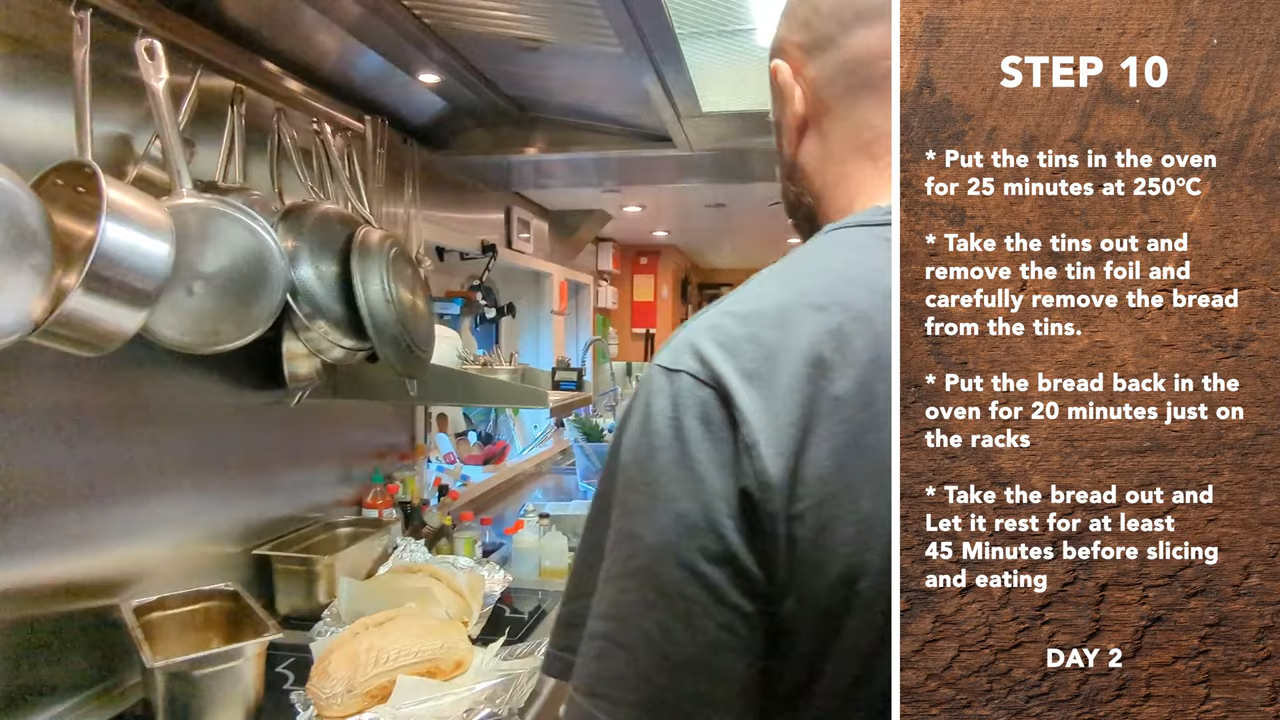 STEP 10
* Put the tins in the oven
for 25 minutes at 250°C
* Take the tins out and
remove the tin foil and
carefully remove the bread
from the tins.
* Put the bread back in the
oven for 20 minutes just on
the racks
* Take the bread out and
Let it rest for at least
45 Minutes before slicing
and eating
DAY 2